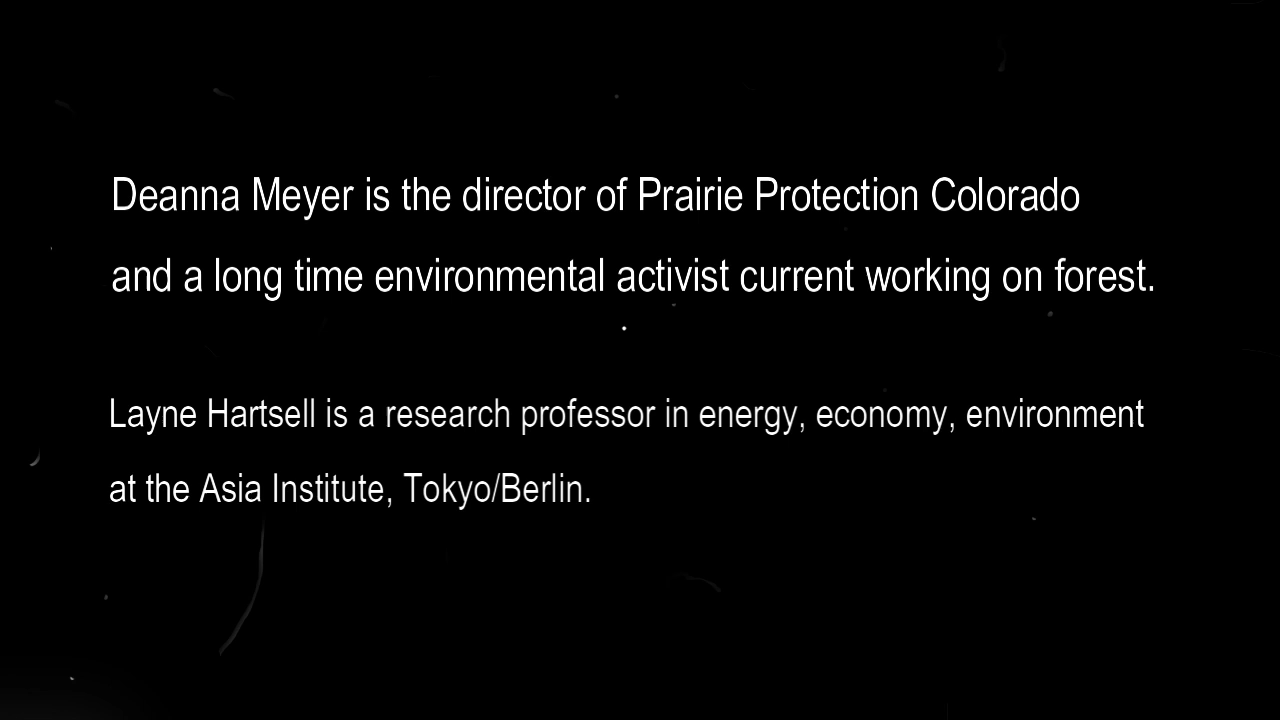 Deanna Meyer is the director of Prairie Protection Colorado
and a long time environmental activist current working on forest.
Layne Hartsell is a research professor in energy, economy, environment
at the Asia Institute, Tokyo/Berlin.